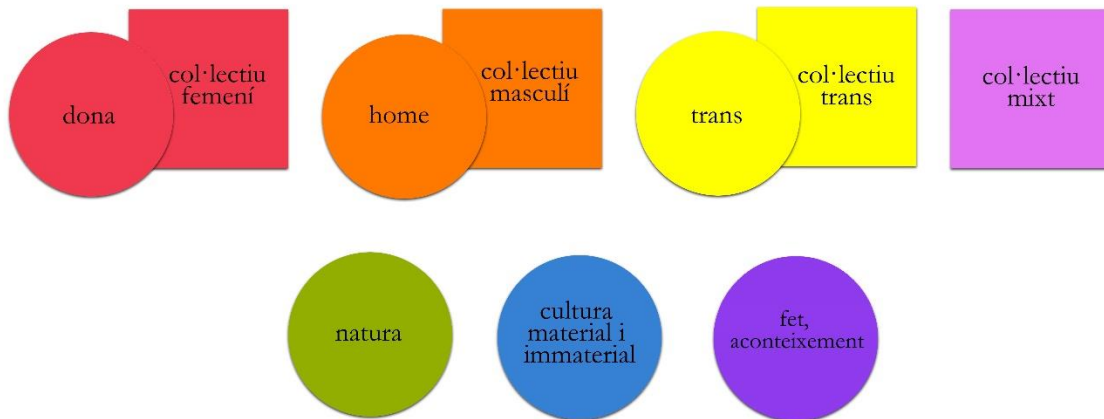 dona
col·lectiu
femení
home
col·lectiu
masculí
trans
col·lectiu
trans
col·lectiu
mixt
natura
cultura
material i
immaterial
fet,
aconteixement